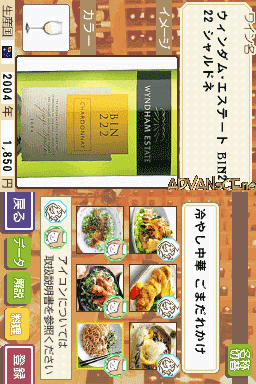 ワイン名
ウィンダム・エステート BIN2
22 シャルドネ
イメージ
カラー
WYNDHAM ESTATE
BIN
222
CHARDONNAY
生産国
2004 年 1,850 円
ADVANCE
冷やし中華 ごまだれかけ
アイコンについては
取扱説明書を参照ください
戻る
データ
解説
料理
登録